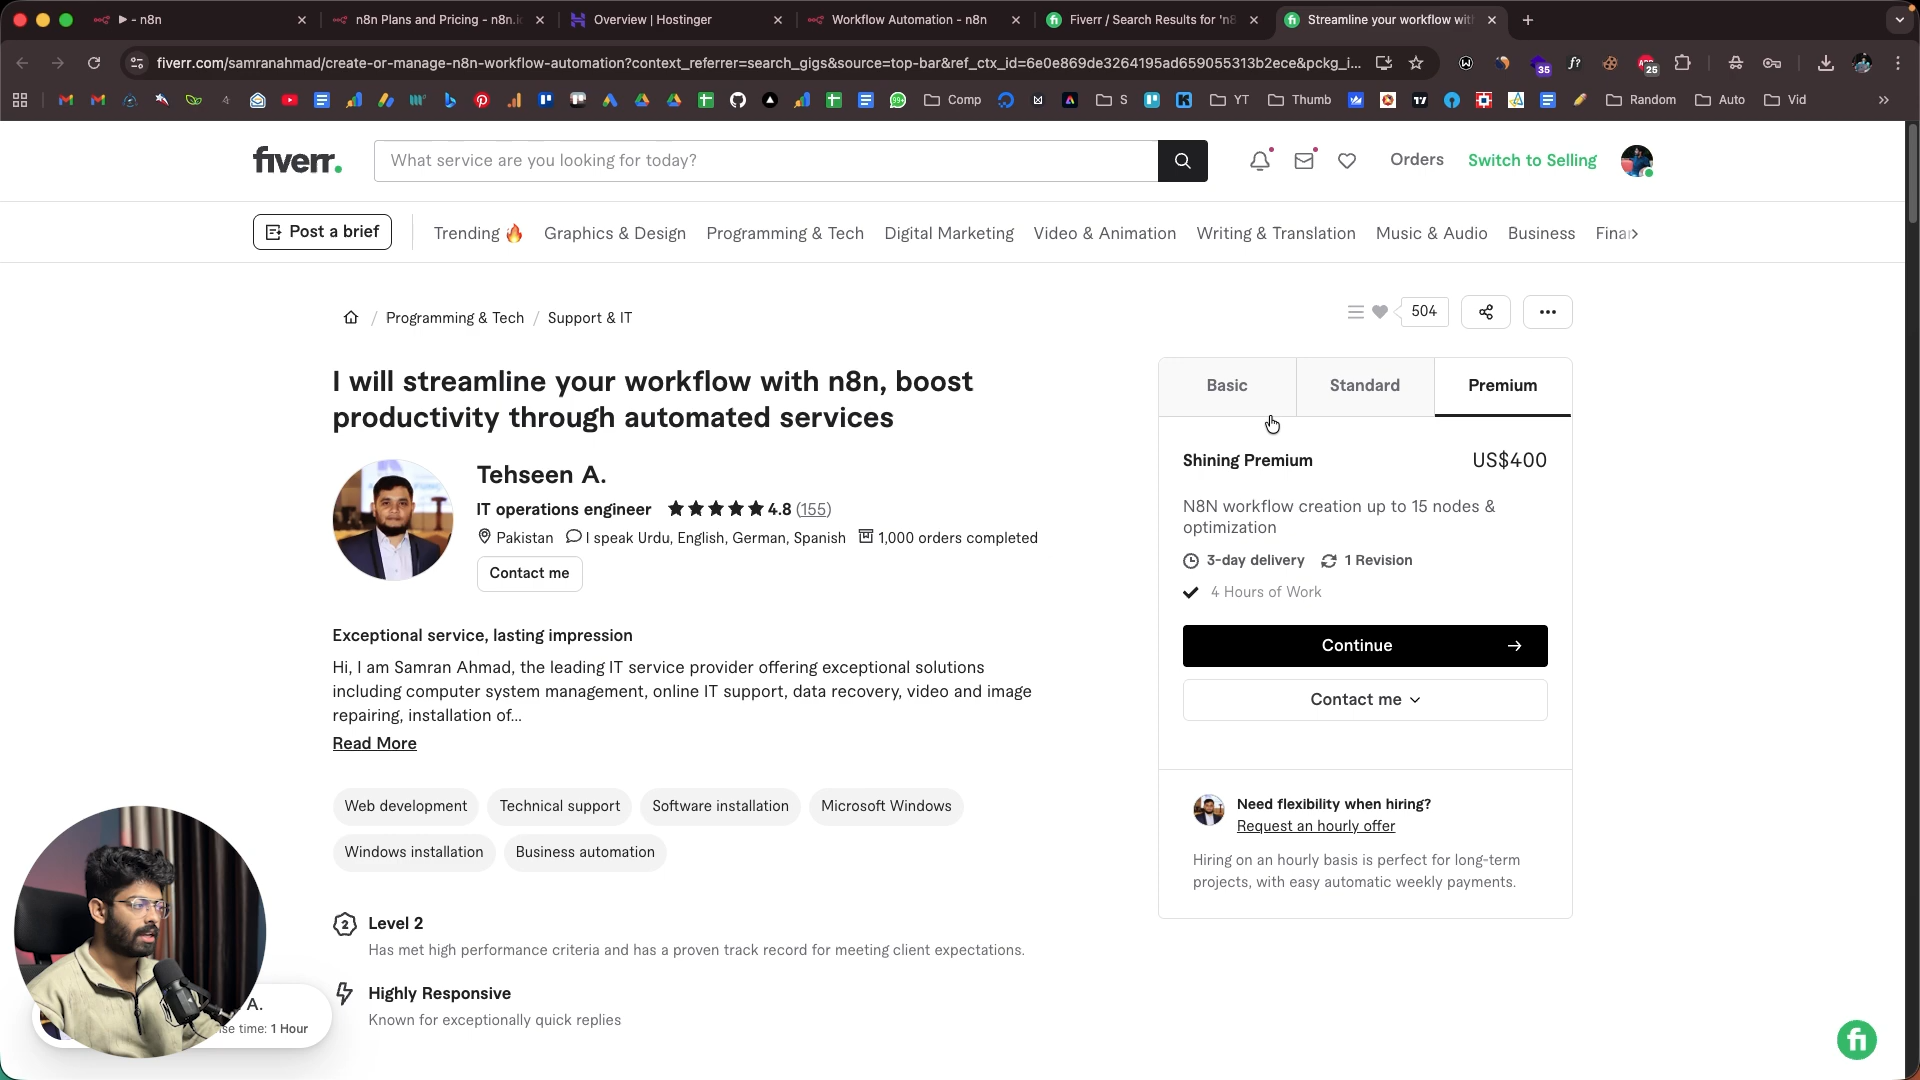 - n8n
n8n Plans and Pricing - n8n.io
Overview | Hostinger
Workflow Automation - n8n
Fiverr / Search Results for 'n8
Streamline your workflow with
fiverr.com/samranahmad/create-or-manage-n8n-workflow-automation?context_referrer=search_gigs&source=top-bar&ref_ctx_id=6e0e869de3264195ad659055313b2ece&pckg_i...
35
f?
25
Comp
S
YT
Thumb
Random
Auto
Vid
fiverr.
What service are you looking for today?
Orders
Switch to Selling
Post a brief
Trending
Graphics & Design
Programming & Tech
Digital Marketing
Video & Animation
Writing & Translation
Music & Audio
Business
Finan
/ Programming & Tech / Support & IT
504
I will streamline your workflow with n8n, boost
productivity through automated services
Tehseen A.
IT operations engineer 4.8 (155)
Pakistan I speak Urdu, English, German, Spanish 1,000 orders completed
Contact me
Exceptional service, lasting impression
Hi, I am Samran Ahmad, the leading IT service provider offering exceptional solutions
including computer system management, online IT support, data recovery, video and image
repairing, installation of...
Read More
Web development
Technical support
Software installation
Microsoft Windows
Windows installation
Business automation
2
Level 2
Has met high performance criteria and has a proven track record for meeting client expectations.
Highly Responsive
Known for exceptionally quick replies
Basic
Standard
Premium
Shining Premium US$400
N8N workflow creation up to 15 nodes &
optimization
3-day delivery 1 Revision
4 Hours of Work
Continue
Contact me
Need flexibility when hiring?
Request an hourly offer
Hiring on an hourly basis is perfect for long-term
projects, with easy automatic weekly payments.
A.
se time: 1 Hour
fi